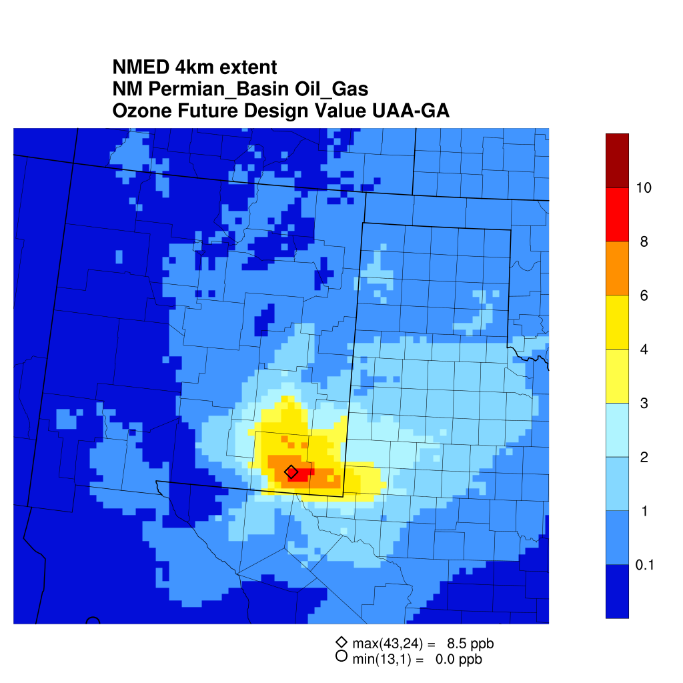 NMED 4km extent
NM Permian_Basin Oil_Gas
Ozone Future Design Value UAA-GA
10
8
6
4
3
2
1
0.1
max(43,24) = 8.5 ppb
min(13,1) = 0.0 ppb